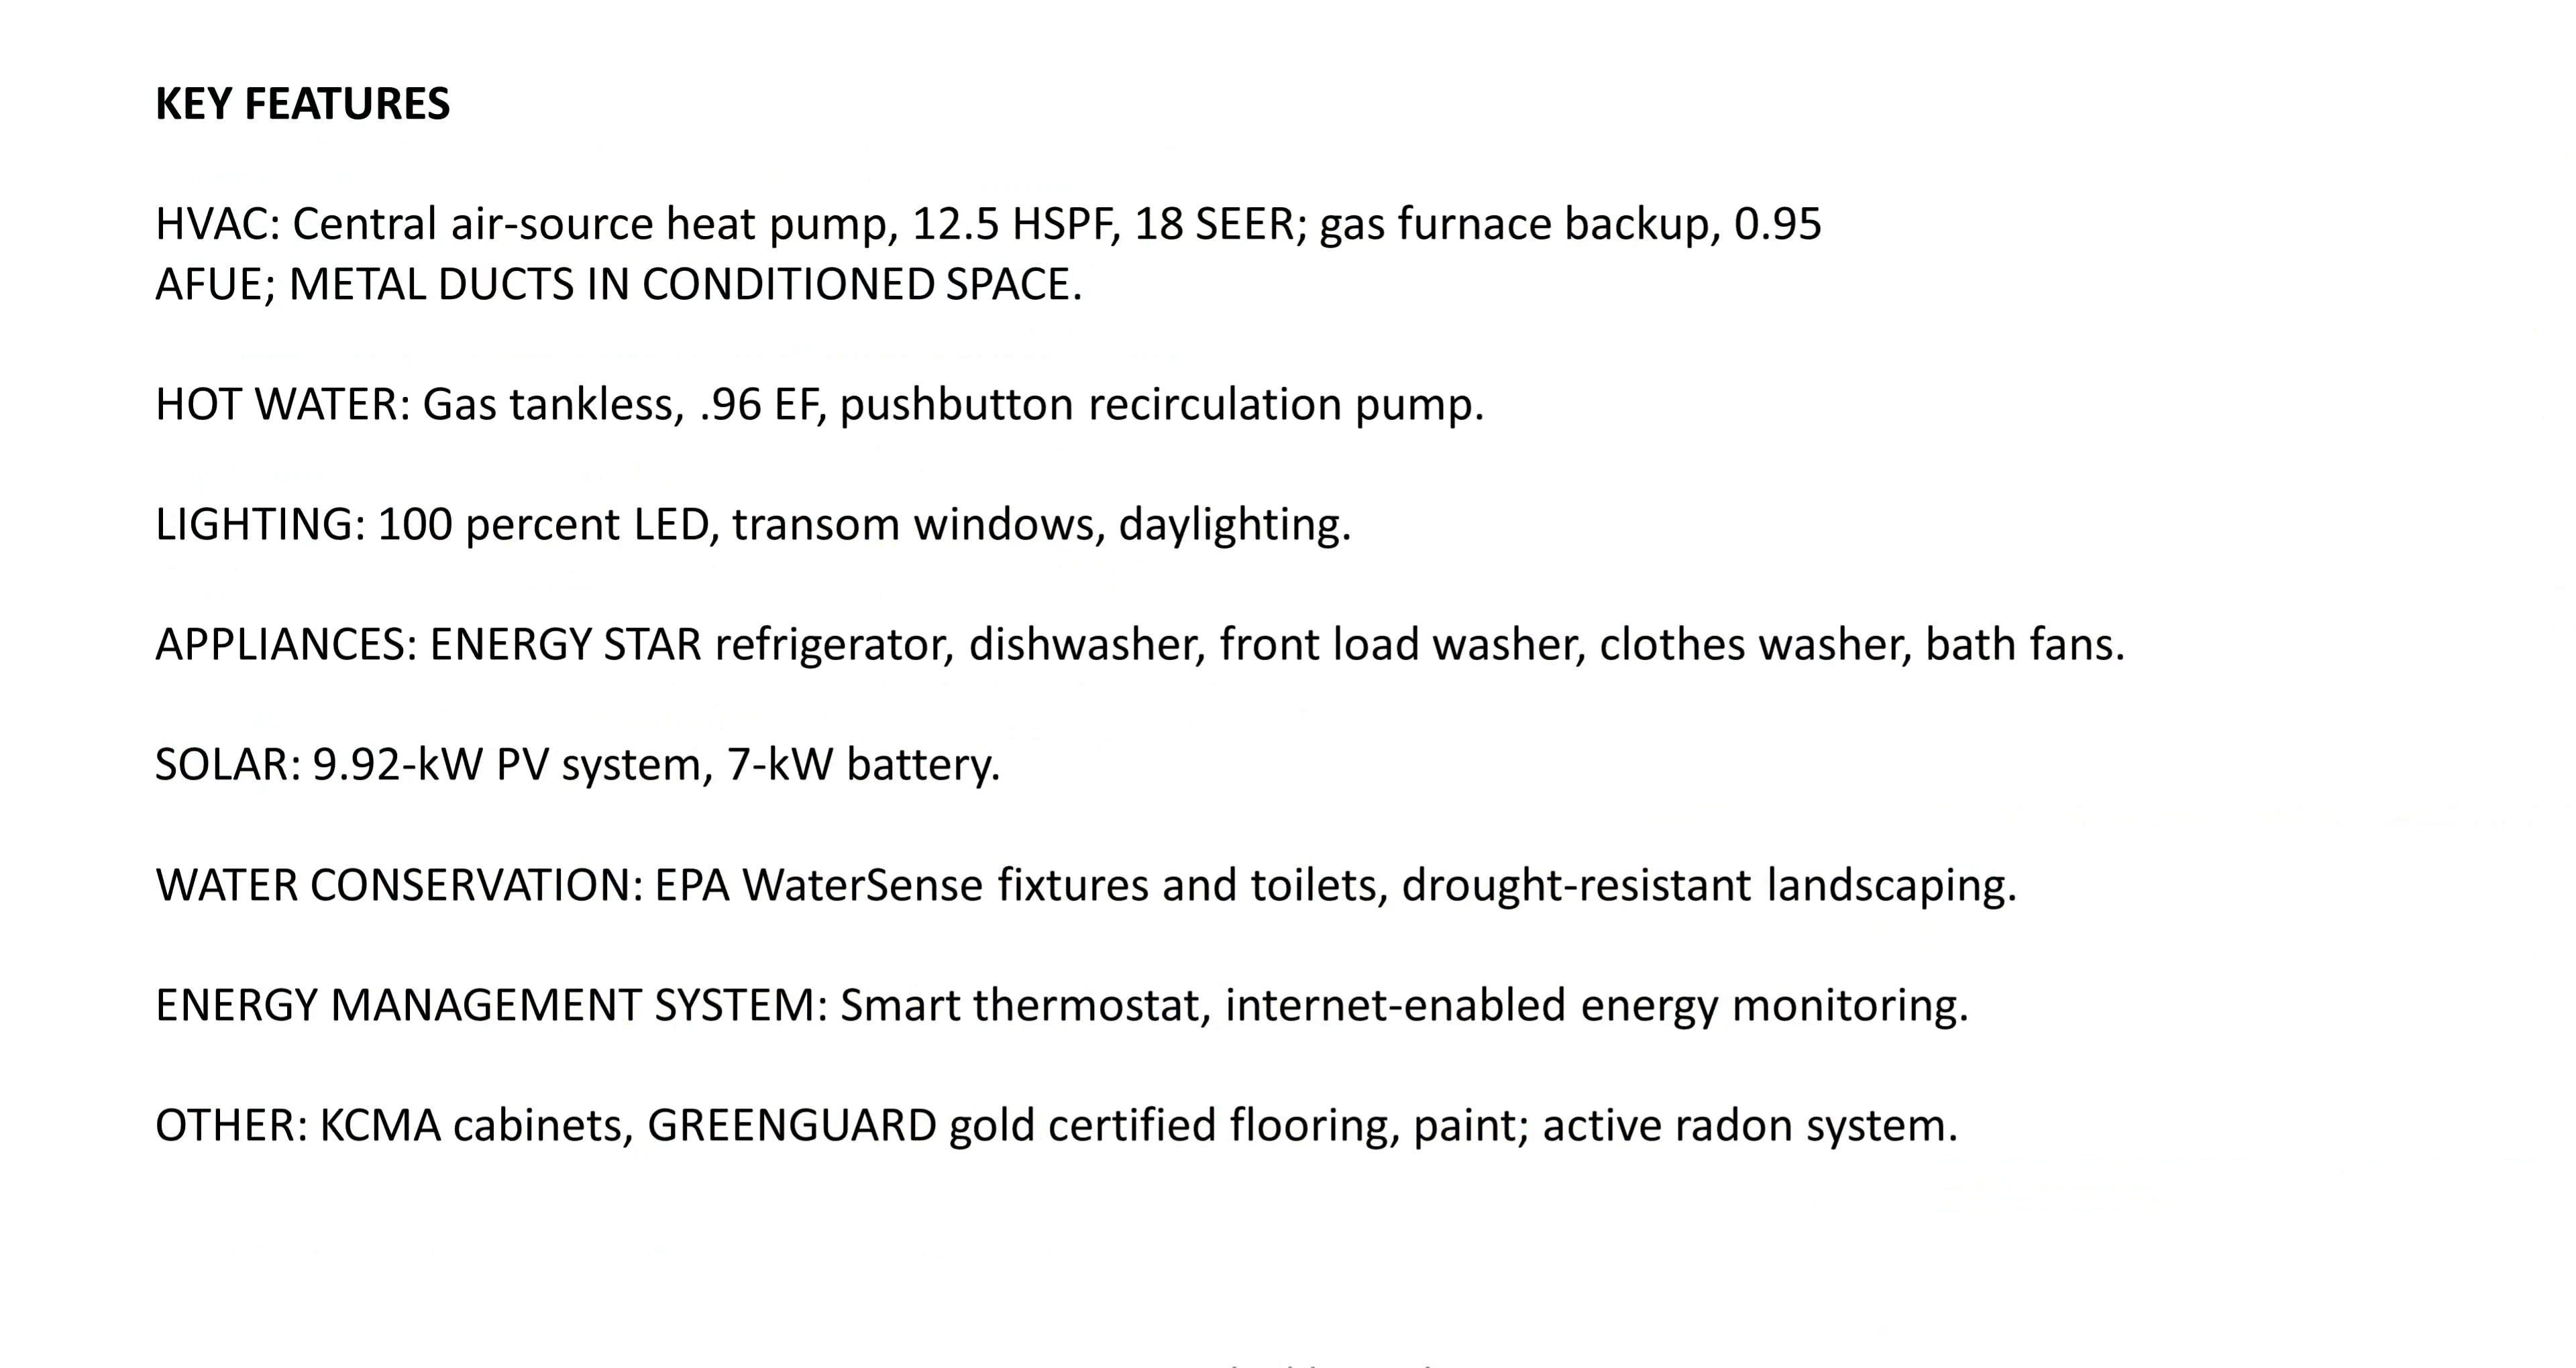 KEY FEATURES
HVAC: Central air-source heat pump, 12.5 HSPF, 18 SEER; gas furnace backup, 0.95
AFUE; METAL DUCTS IN CONDITIONED SPACE.
HOT WATER: Gas tankless, .96 EF, pushbutton recirculation pump.
LIGHTING: 100 percent LED, transom windows, daylighting.
APPLIANCES: ENERGY STAR refrigerator, dishwasher, front load washer, clothes washer, bath fans.
SOLAR: 9.92-kW PV system, 7-kW battery.
WATER CONSERVATION: EPA WaterSense fixtures and toilets, drought-resistant landscaping.
ENERGY MANAGEMENT SYSTEM: Smart thermostat, internet-enabled energy monitoring.
OTHER: KCMA cabinets, GREENGUARD gold certified flooring, paint; active radon system.